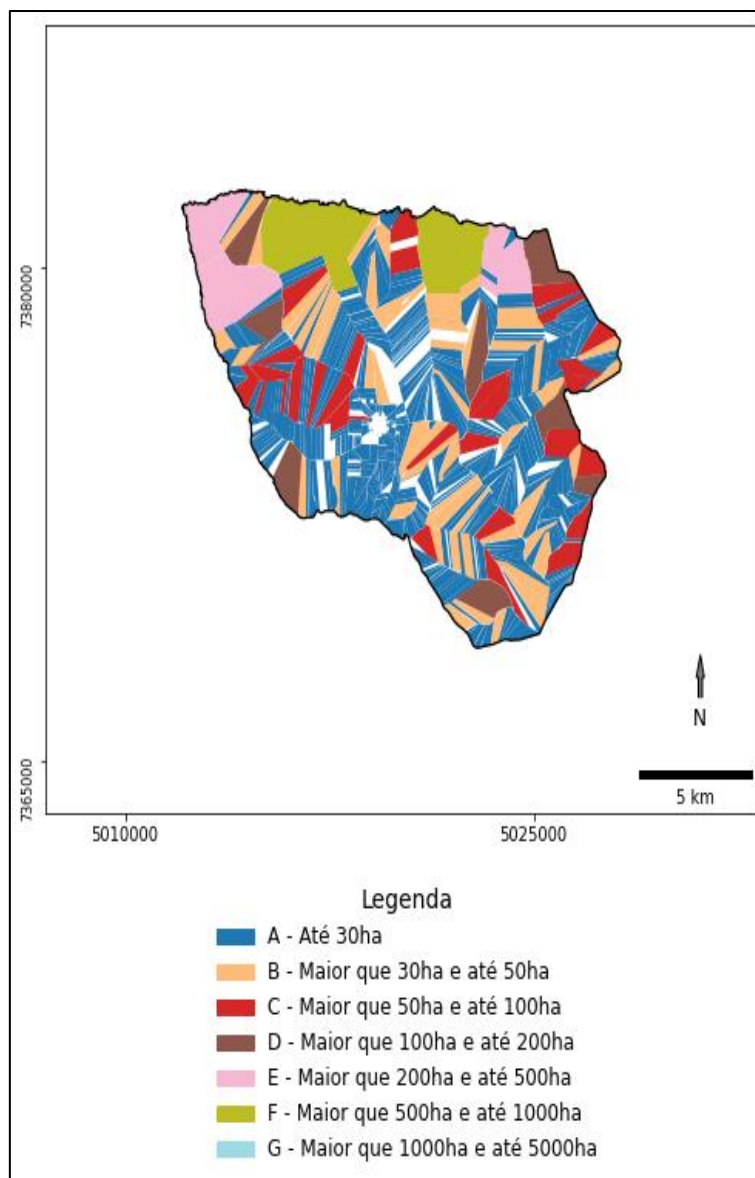 7380000
7365000
N
5 km
5010000
5025000
Legenda
A - Até 30ha
B - Maior que 30ha e até 50ha
C - Maior que 50ha e até 100ha
D - Maior que 100ha e até 200ha
E - Maior que 200ha e até 500ha
F - Maior que 500ha e até 1000ha
G - Maior que 1000ha e até 5000ha